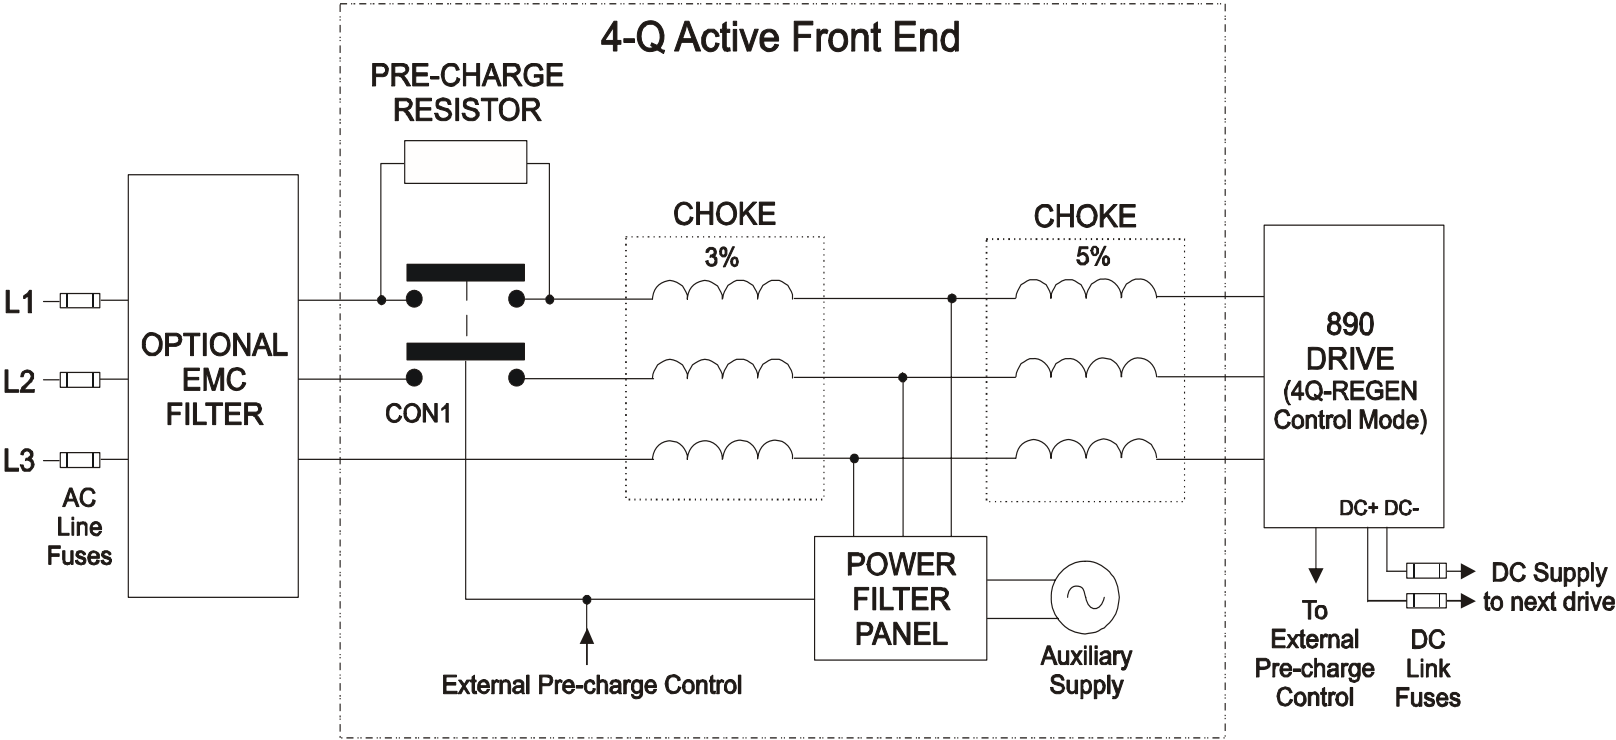 4-Q Active Front End
PRE-CHARGE
RESISTOR
CHOKE
3%
CHOKE
5%
L1
L2
L3
AC
Line
Fuses
OPTIONAL
EMC
FILTER
CON1
890
DRIVE
(4Q-REGEN
Control Mode)
DC+ DC-
POWER
FILTER
PANEL
Auxiliary
Supply
External Pre-charge Control
To
External
Pre-charge
Control
DC Supply
to next drive
DC
Link
Fuses